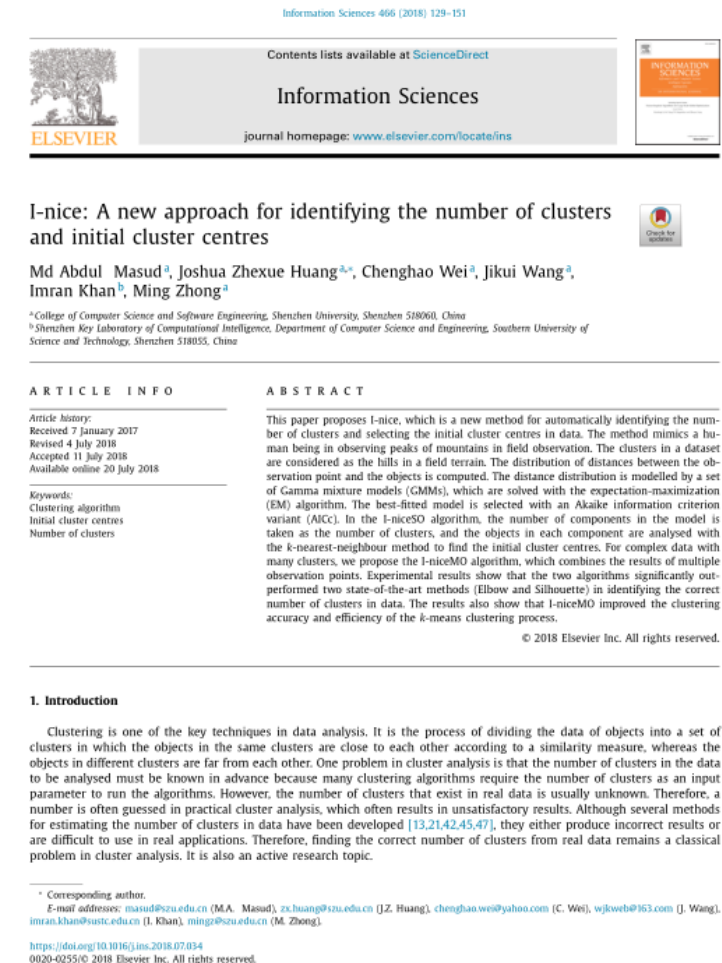 Information Sciences 466 (2018) 129–151
Contents lists available at ScienceDirect
Information Sciences
journal homepage: www.elsevier.com/locate/ins
ELSEVIER
INFORMATION
SCIENCES
I-nice: A new approach for identifying the number of clusters
and initial cluster centres
Check for
updates
Md Abdul Masud a, Joshua Zhexue Huang a,*, Chenghao Wei a, Jikui Wang a,
Imran Khan b, Ming Zhong a
a College of Computer Science and Software Engineering, Shenzhen University, Shenzhen 518060, China
b Shenzhen Key Laboratory of Computational Intelligence, Department of Computer Science and Engineering, Southern University of
Science and Technology, Shenzhen 518055, China
ARTICLE INFO
Article history:
Received 7 January 2017
Revised 4 July 2018
Accepted 11 July 2018
Available online 20 July 2018
Keywords:
Clustering algorithm
Initial cluster centres
Number of clusters
ABSTRACT
This paper proposes I-nice, which is a new method for automatically identifying the num-
ber of clusters and selecting the initial cluster centres in data. The method mimics a hu-
man being in observing peaks of mountains in field observation. The clusters in a dataset
are considered as the hills in a field terrain. The distribution of distances between the ob-
servation point and the objects is computed. The distance distribution is modelled by a set
of Gamma mixture models (GMMs), which are solved with the expectation-maximization
(EM) algorithm. The best-fitted model is selected with an Akaike information criterion
variant (AICc). In the I-niceSO algorithm, the number of components in the model is
taken as the number of clusters, and the objects in each component are analysed with
the k-nearest-neighbour method to find the initial cluster centres. For complex data with
many clusters, we propose the I-niceMO algorithm, which combines the results of multiple
observation points. Experimental results show that the two algorithms significantly out-
performed two state-of-the-art methods (Elbow and Silhouette) in identifying the correct
number of clusters in data. The results also show that I-niceMO improved the clustering
accuracy and efficiency of the k-means clustering process.
© 2018 Elsevier Inc. All rights reserved.
1. Introduction
Clustering is one of the key techniques in data analysis. It is the process of dividing the data of objects into a set of
clusters in which the objects in the same clusters are close to each other according to a similarity measure, whereas the
objects in different clusters are far from each other. One problem in cluster analysis is that the number of clusters in the data
to be analysed must be known in advance because many clustering algorithms require the number of clusters as an input
parameter to run the algorithms. However, the number of clusters that exist in real data is usually unknown. Therefore, a
number is often guessed in practical cluster analysis, which often results in unsatisfactory results. Although several methods
for estimating the number of clusters in data have been developed [13,21,42,45,47], they either produce incorrect results or
are difficult to use in real applications. Therefore, finding the correct number of clusters from real data remains a classical
problem in cluster analysis. It is also an active research topic.
* Corresponding author.
E-mail addresses: masud@szu.edu.cn (M.A. Masud), zx.huang@szu.edu.cn (J.Z. Huang), chenghao.wei@yahoo.com (C. Wei), wjkweb@163.com (J. Wang),
imran.khan@sustc.edu.cn (I. Khan), mingz@szu.edu.cn (M. Zhong).
https://doi.org/10.1016/j.ins.2018.07.034
0020-0255/© 2018 Elsevier Inc. All rights reserved.